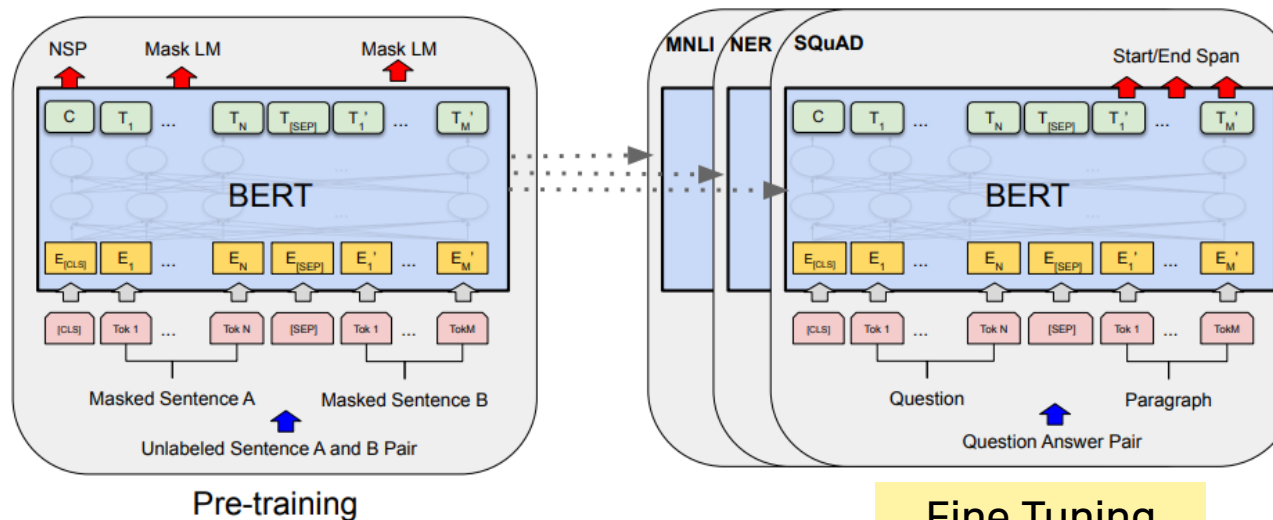 NSP Mask LM Mask LM
C T1 ... TN T[SEP] T1' ... TM'
BERT
E[CLS] E1 ... EN E[SEP] E1' ... EM'
[CLS] Tok 1 ... Tok N [SEP] Tok 1 ... TokM
Masked Sentence A Masked Sentence B
Unlabeled Sentence A and B Pair
Pre-training
MNLI NER SQuAD
Start/End Span
C T1 ... TN T[SEP] T1' ... TM'
BERT
E[CLS] E1 ... EN E[SEP] E1' ... EM'
[CLS] Tok 1 ... Tok N [SEP] Tok 1 ... TokM
Question Paragraph
Question Answer Pair
Fine Tuning